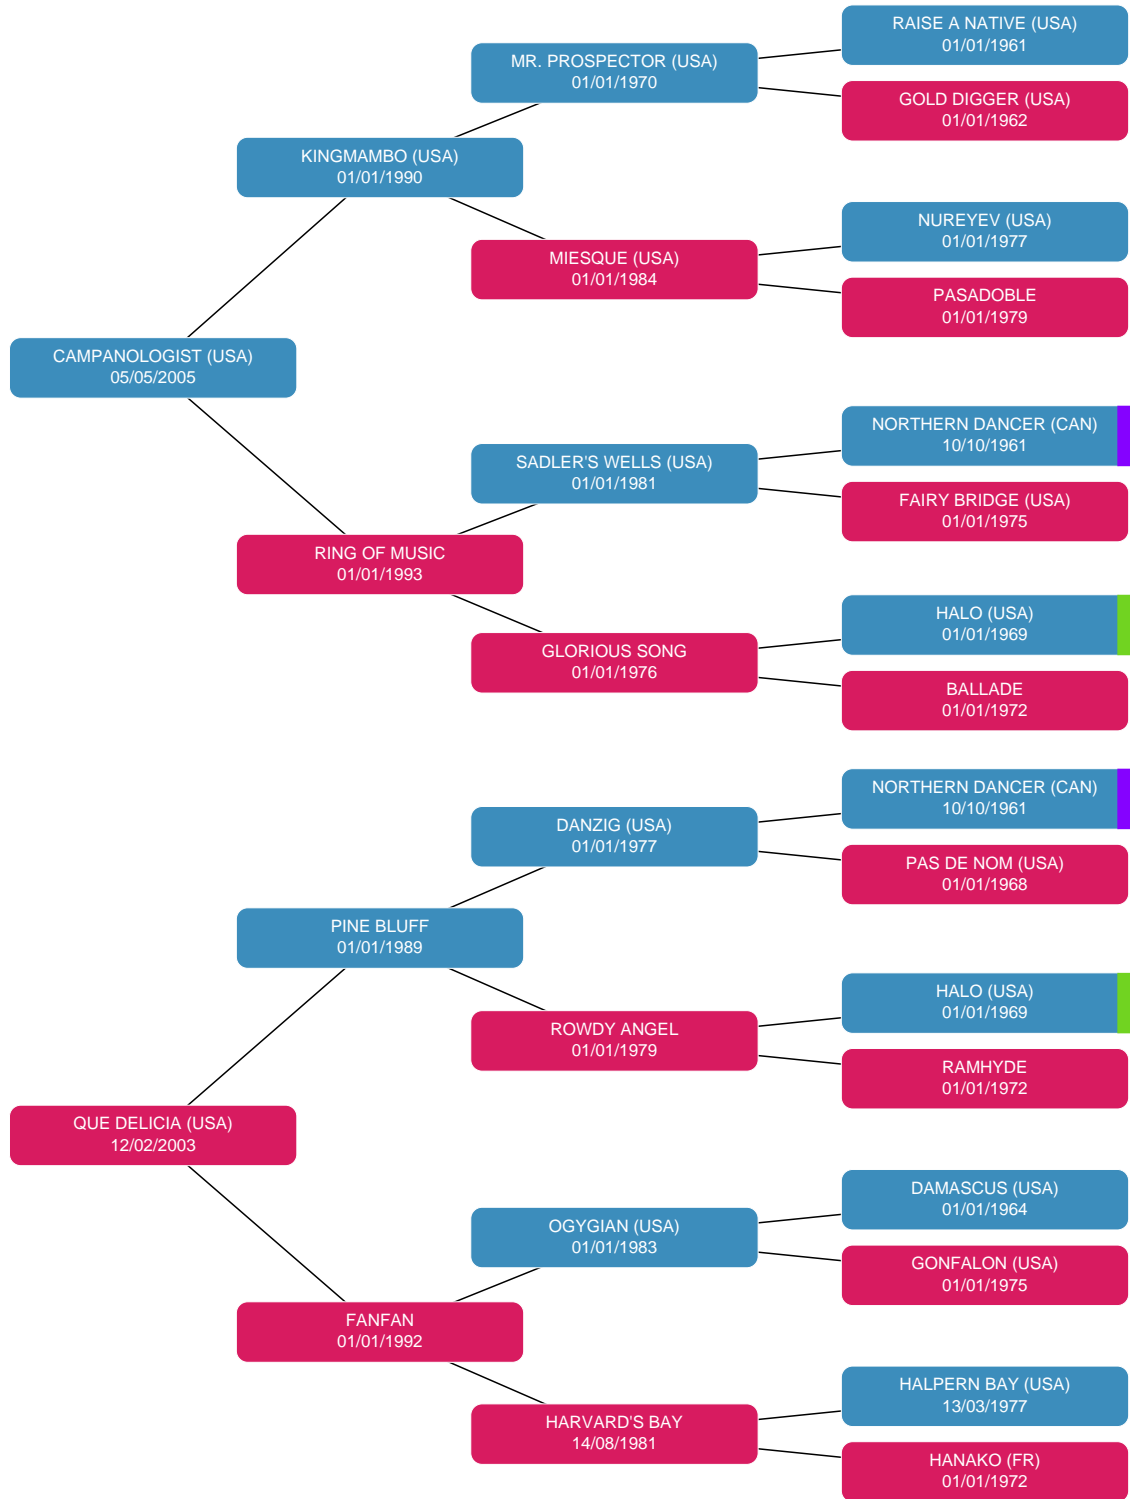 RAISE A NATIVE (USA)
01/01/1961
MR. PROSPECTOR (USA)
01/01/1970
GOLD DIGGER (USA)
01/01/1962
KINGMAMBO (USA)
01/01/1990
NUREYEV (USA)
01/01/1977
MIESQUE (USA)
01/01/1984
PASADOBLE
01/01/1979
CAMPANOLOGIST (USA)
05/05/2005
NORTHERN DANCER (CAN)
10/10/1961
SADLER'S WELLS (USA)
01/01/1981
FAIRY BRIDGE (USA)
01/01/1975
RING OF MUSIC
01/01/1993
HALO (USA)
01/01/1969
GLORIOUS SONG
01/01/1976
BALLADE
01/01/1972
NORTHERN DANCER (CAN)
10/10/1961
DANZIG (USA)
01/01/1977
PAS DE NOM (USA)
01/01/1968
PINE BLUFF
01/01/1989
HALO (USA)
01/01/1969
ROWDY ANGEL
01/01/1979
RAMHYDE
01/01/1972
QUE DELICIA (USA)
12/02/2003
DAMASCUS (USA)
01/01/1964
OGYGIAN (USA)
01/01/1983
GONFALON (USA)
01/01/1975
FANFAN
01/01/1992
HALPERN BAY (USA)
13/03/1977
HARVARD'S BAY
14/08/1981
HANAKO (FR)
01/01/1972